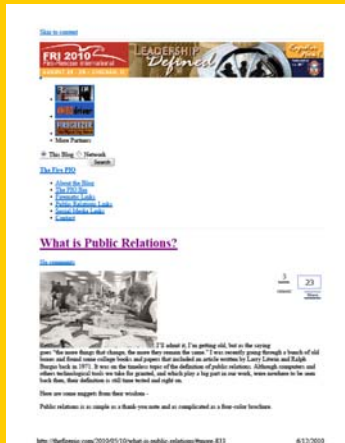 Skip to content
FRI 2010
Fire-Rescue International
LEADERSHIP
Defined
• More Partners
This Blog Network
Search
The Fire PIO
• About the Blog
• The PIO Bio
• Firematic Links
• Public Relations Links
• Social Media Links
• Contact
What is Public Relations?
No comments
3
23
I'll admit it, I'm getting old, but as the saying
goes "the more things that change, the more they remain the same." I was recently going through a bunch of old
boxes and found some college books and papers that included an article written by Larry Litwin and Ralph
Burgio back in 1971. It was on the timeless topic of the definition of public relations. Although computers and
others technological tools we take for granted, and which play a big part in our work, were nowhere to be seen
back then, their definition is still time tested and right on.
Here are some nuggets from their wisdom -
Public relations is as simple as a thank-you note and as complicated as a four-color brochure.
http://thefirepio.com/2010/05/10/what-is-public-relations/#more-833
6/12/2010